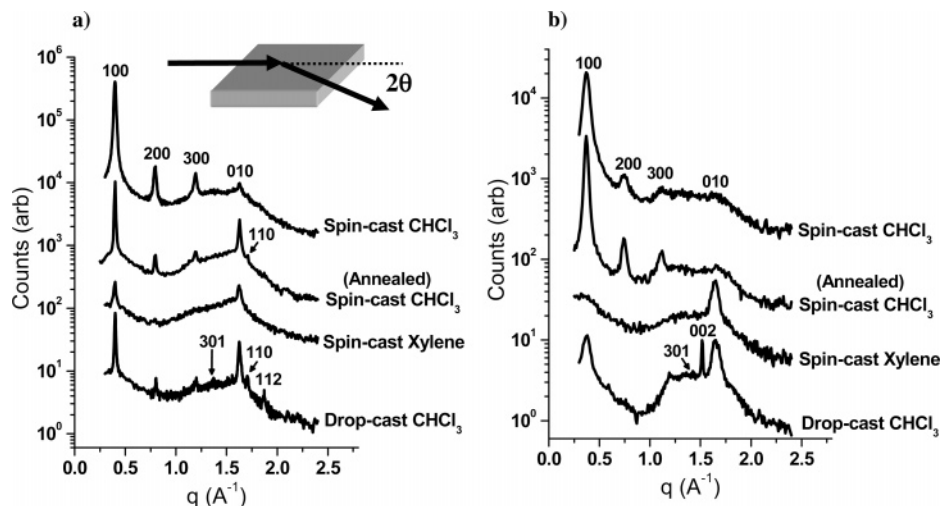 a)
10^6
10^5
10^4
10^3
10^2
10^1
10^0
Counts (arb)
100
200
300
010
2θ
Spin-cast CHCl₃
110
(Annealed)
Spin-cast CHCl₃
Spin-cast Xylene
301
110
112
Drop-cast CHCl₃
0.0 0.5 1.0 1.5 2.0 2.5
q (A⁻¹)
b)
10^4
10^3
10^2
10^1
10^0
Counts (arb)
100
200
300
010
Spin-cast CHCl₃
(Annealed)
Spin-cast CHCl₃
Spin-cast Xylene
002
301
Drop-cast CHCl₃
0.0 0.5 1.0 1.5 2.0 2.5
q (A⁻¹)